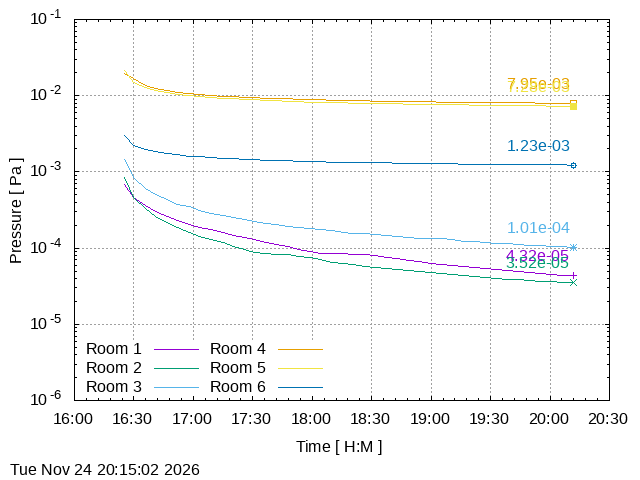 10^-1
10^-2
10^-3
10^-4
10^-5
10^-6
Pressure [ Pa ]
7.95e-03
1.23e-03
1.01e-04
4.32e-05
3.52e-05
Room 1 Room 4
Room 2 Room 5
Room 3 Room 6
16:00 16:30 17:00 17:30 18:00 18:30 19:00 19:30 20:00 20:30
Time [ H:M ]
Tue Nov 24 20:15:02 2026